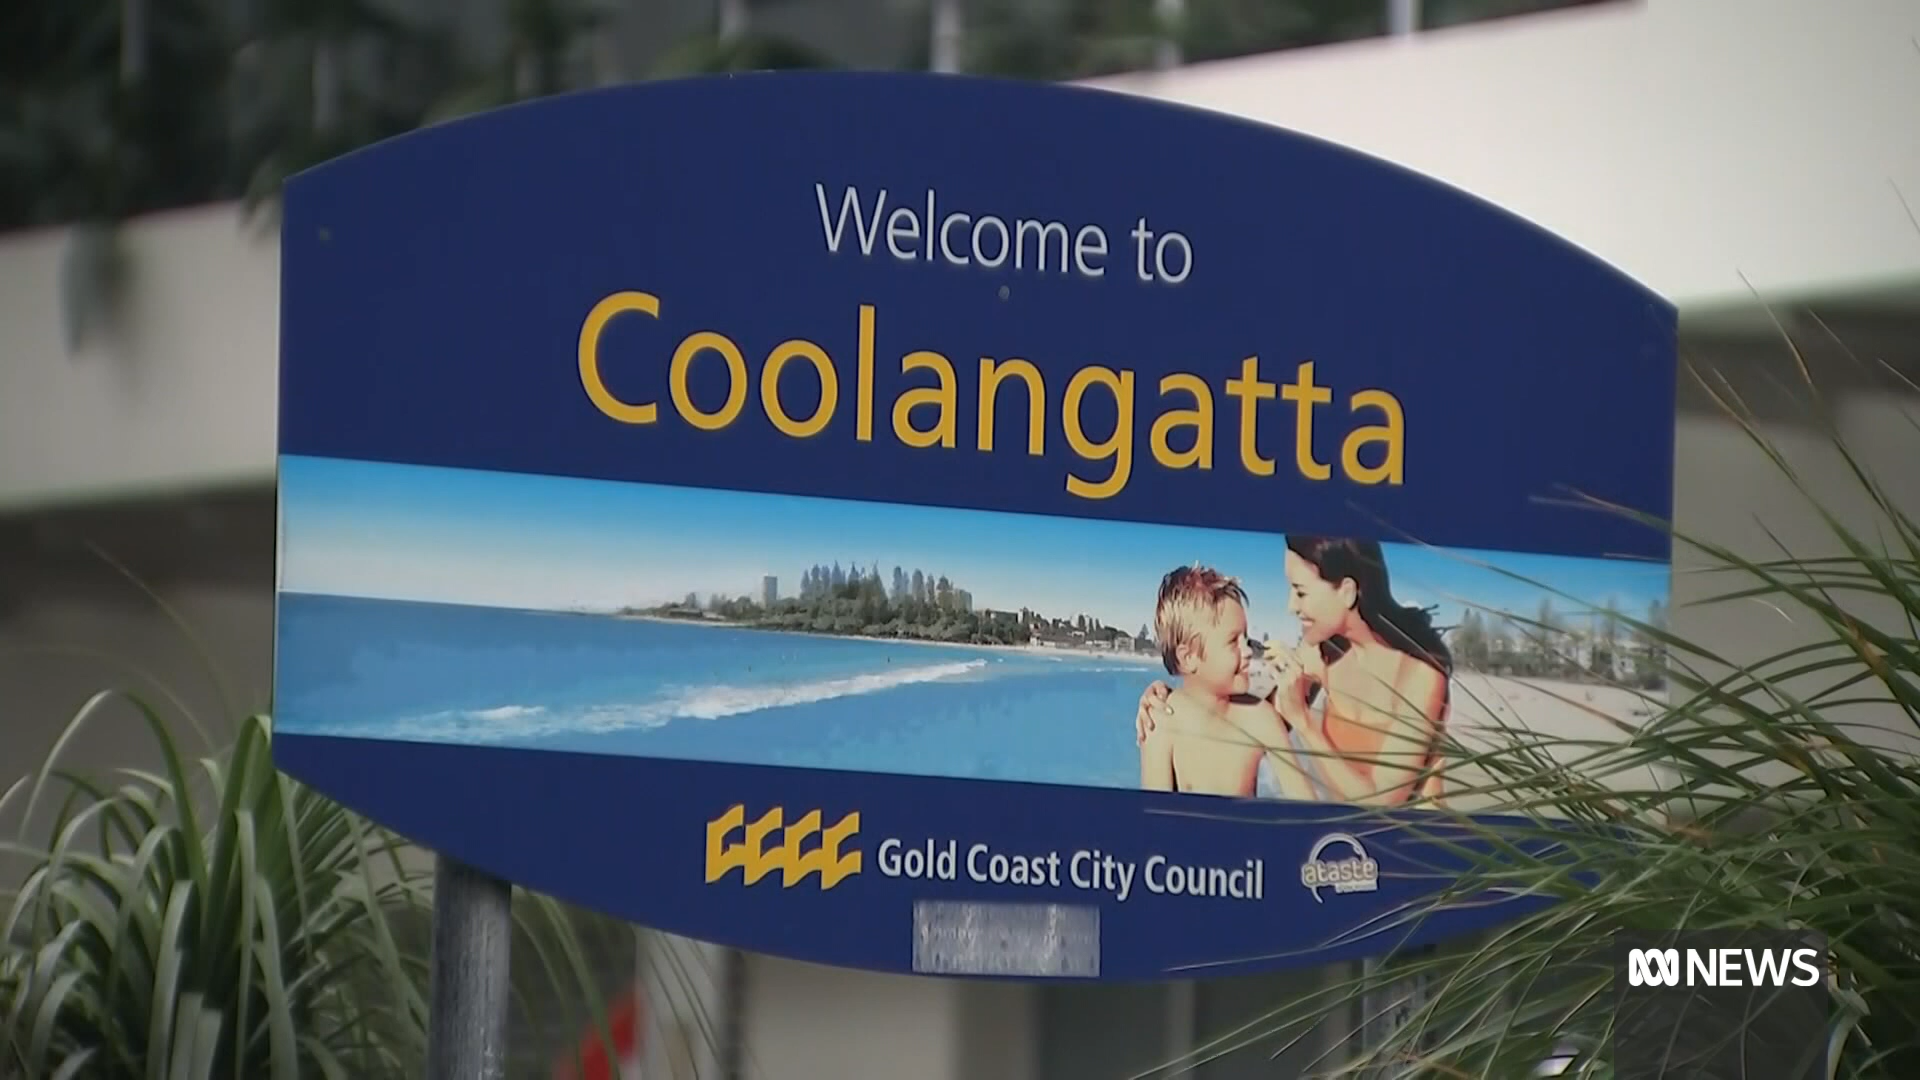 Welcome to
Coolangatta
Gold Coast City Council
ataste
NEWS